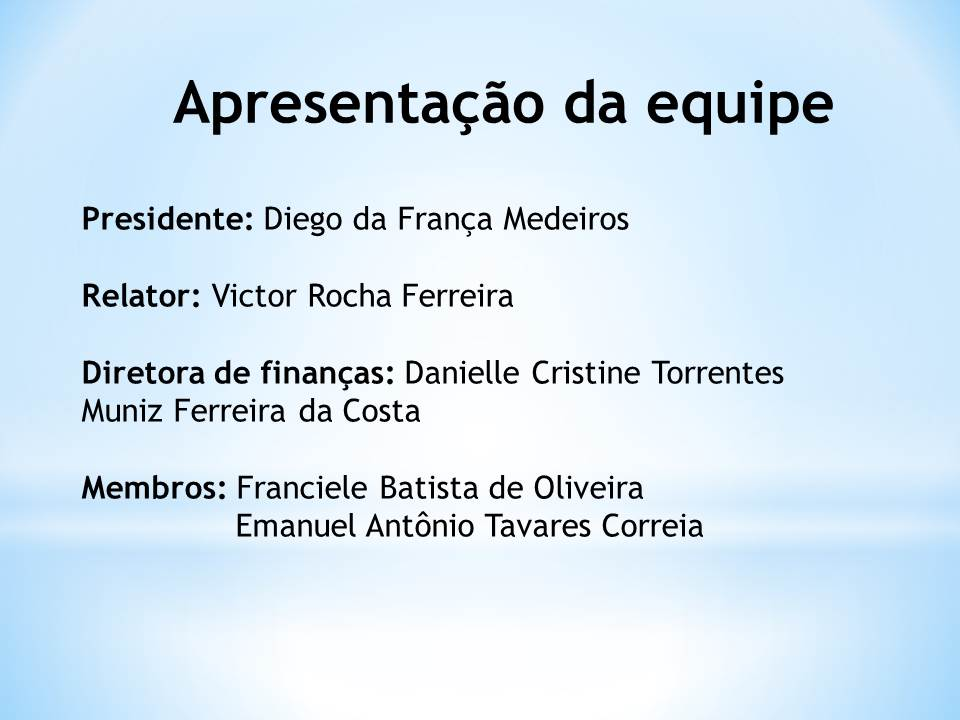 Apresentação da equipe
Presidente: Diego da França Medeiros
Relator: Victor Rocha Ferreira
Diretora de finanças: Danielle Cristine Torrentes
Muniz Ferreira da Costa
Membros: Franciele Batista de Oliveira
Emanuel Antônio Tavares Correia